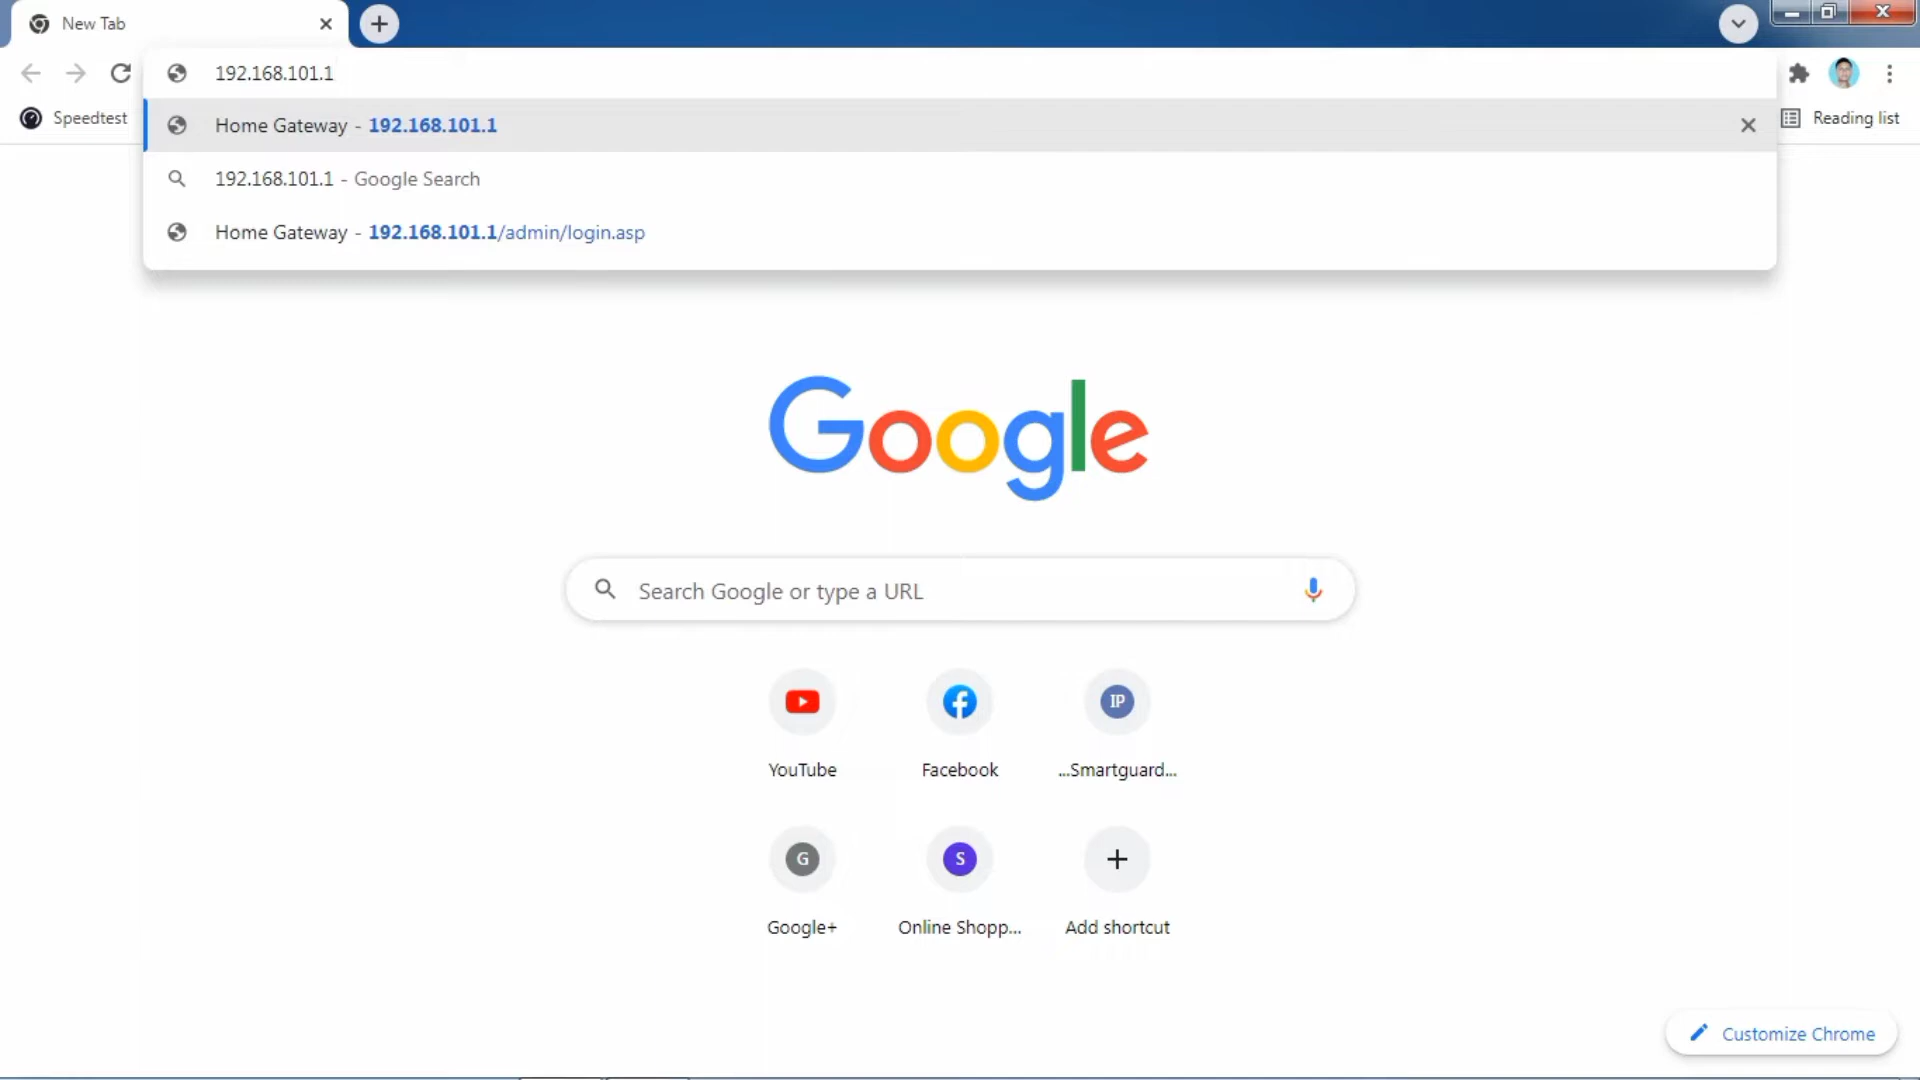 New Tab
192.168.101.1
Speedtest
Home Gateway - 192.168.101.1
Reading list
192.168.101.1 - Google Search
Home Gateway - 192.168.101.1/admin/login.asp
Google
Search Google or type a URL
IP
YouTube
Facebook
...Smartguard...
G
S
Google+
Online Shopp...
Add shortcut
Customize Chrome